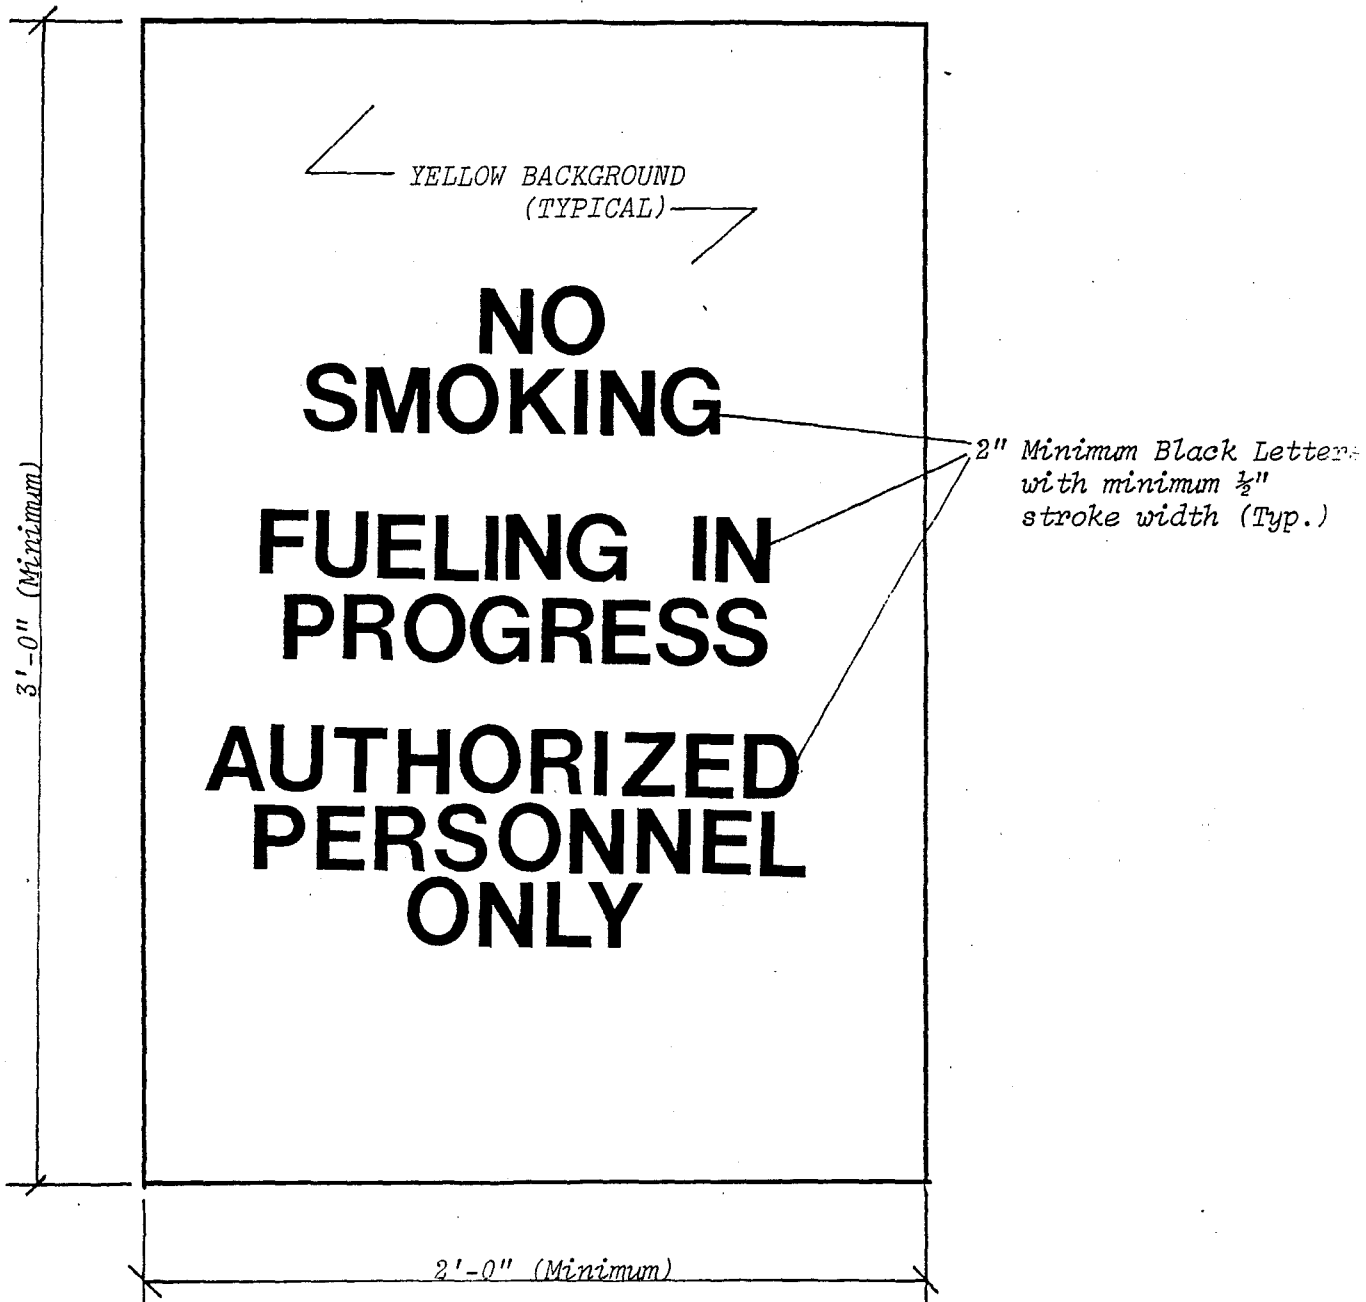 YELLOW BACKGROUND
(TYPICAL)
NO
SMOKING
2" Minimum Black Letters
with minimum ½"
stroke width (Typ.)
FUELING IN
PROGRESS
3'-0" (Minimum)
AUTHORIZED
PERSONNEL
ONLY
2'-0" (Minimum)